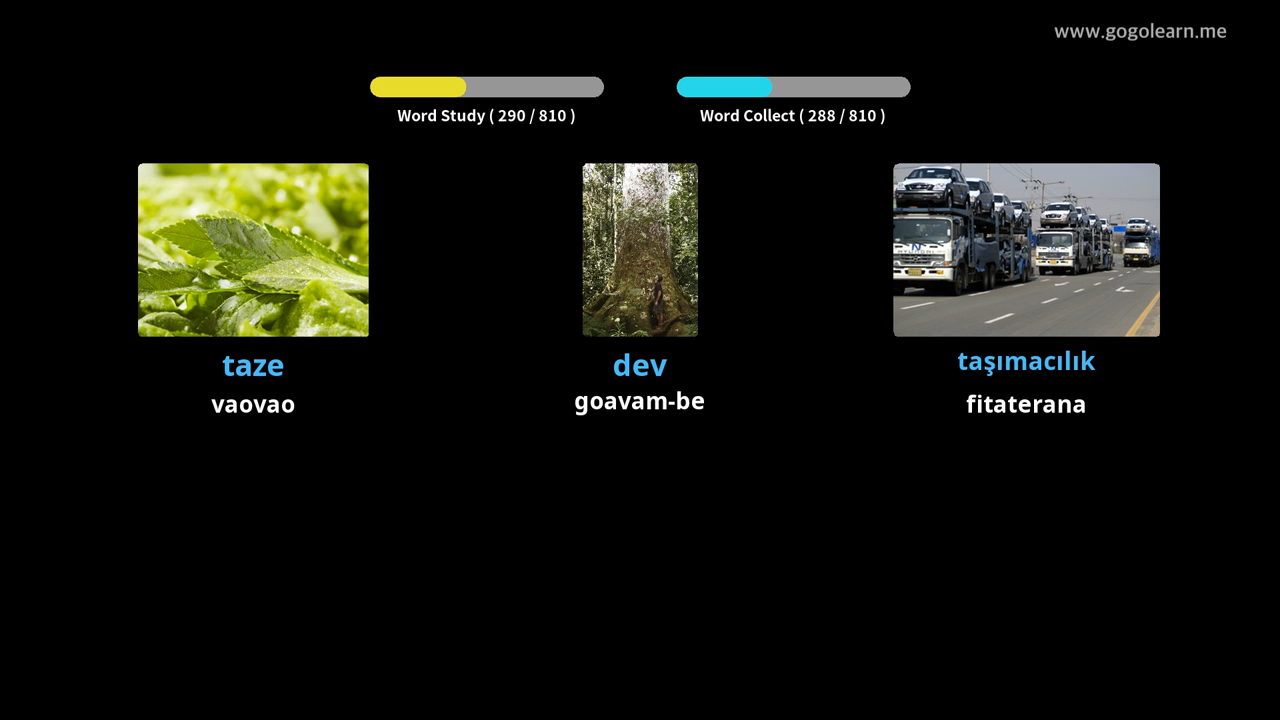 www.gogolearn.me
Word Study ( 290 / 810 )
Word Collect ( 288 / 810 )
taze
dev
taşımacılık
vaovao
goavam-be
fitaterana